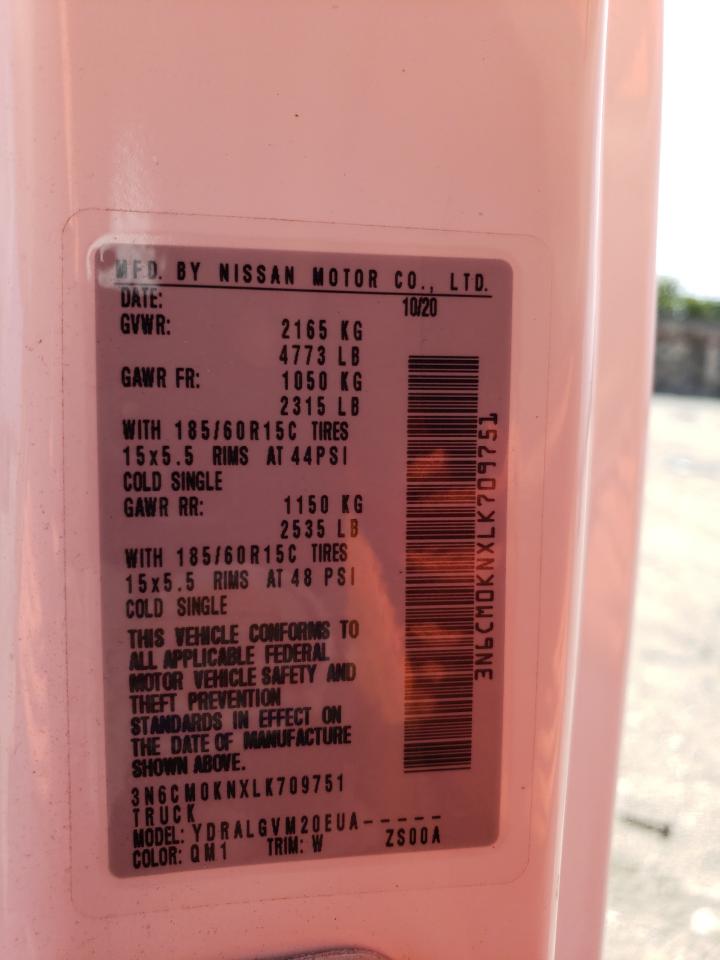 MFD. BY NISSAN MOTOR CO., LTD.
DATE: 10/20
GVWR: 2165 KG
4773 LB
GAWR FR: 1050 KG
2315 LB
WITH 185/60R15C TIRES
15x5.5 RIMS AT 44PSI
COLD SINGLE
GAWR RR: 1150 KG
2535 LB
WITH 185/60R15C TIRES
15x5.5 RIMS AT 48 PSI
COLD SINGLE
THIS VEHICLE CONFORMS TO
ALL APPLICABLE FEDERAL
MOTOR VEHICLE SAFETY AND
THEFT PREVENTION
STANDARDS IN EFFECT ON
THE DATE OF MANUFACTURE
SHOWN ABOVE.
3N6CM0KNXLK709751
TRUCK
MODEL: YDRALGVM20EUA-----
COLOR: QM1 TRIM: W ZS00A
3N6CM0KNXLK709751